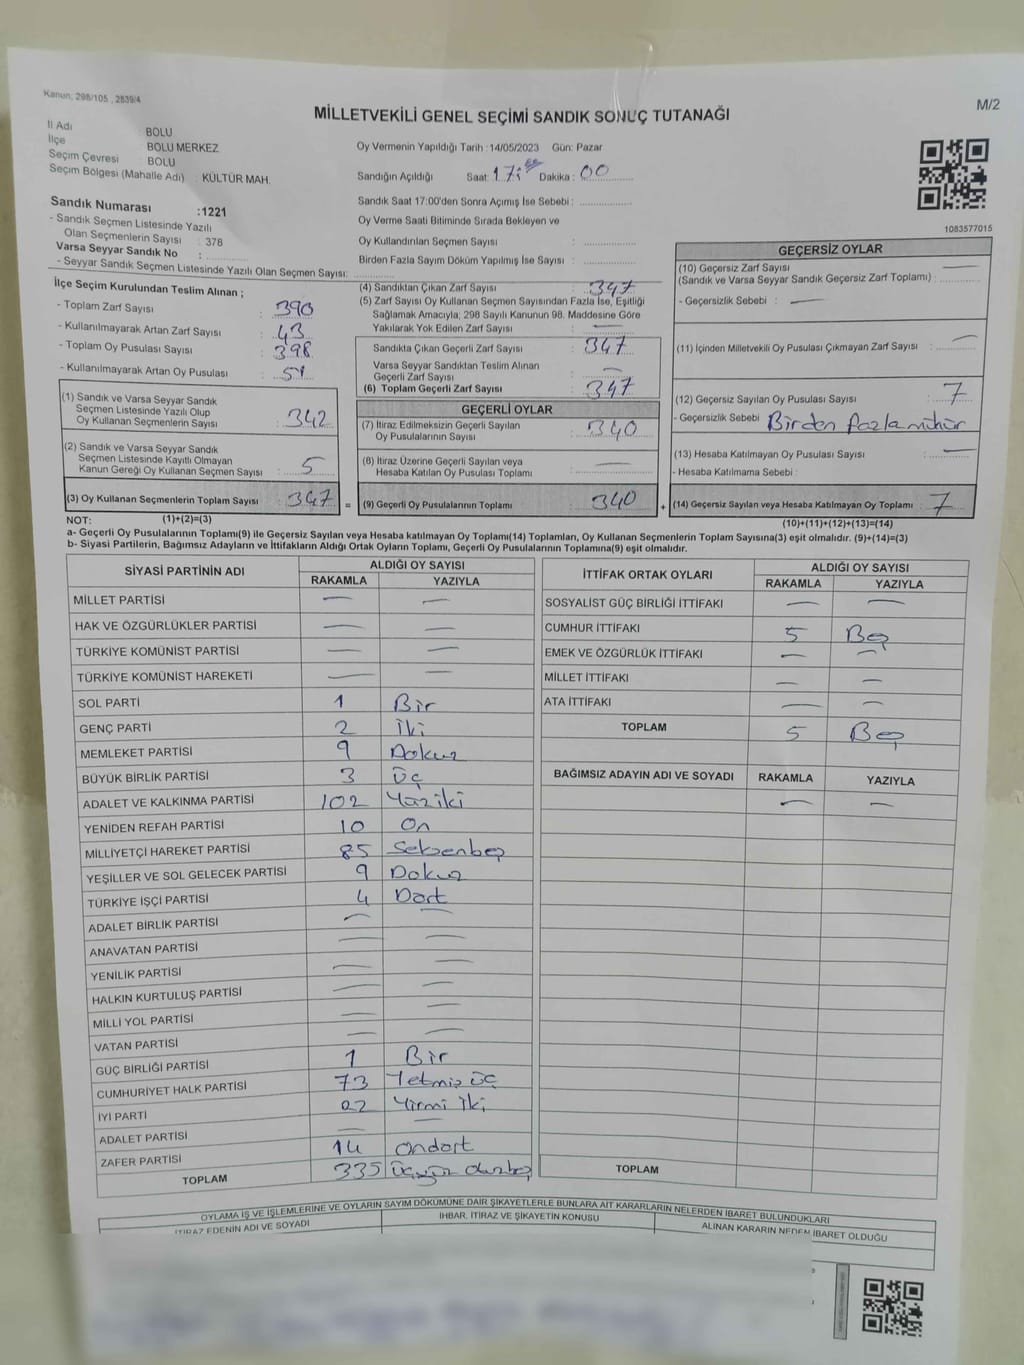 Kanun, 298/105 , 2839/4
M/2
MİLLETVEKİLİ GENEL SEÇİMİ SANDIK SONUÇ TUTANAĞI
İl Adı BOLU
İlçe BOLU MERKEZ
Seçim Çevresi BOLU
Seçim Bölgesi (Mahalle Adı) : KÜLTÜR MAH.
Sandık Numarası :1221
- Sandık Seçmen Listesinde Yazılı
Olan Seçmenlerin Sayısı : 378
Varsa Seyyar Sandık No :
- Seyyar Sandık Seçmen Listesinde Yazılı Olan Seçmen Sayısı:
Oy Vermenin Yapıldığı Tarih :14/05/2023 Gün: Pazar
Sandığın Açıldığı Saat: 17: Dakika : 00
Sandık Saat 17:00'den Sonra Açımış İse Sebebi :
Oy Verme Saati Bitiminde Sırada Bekleyen ve
Oy Kullandırılan Seçmen Sayısı :
Birden Fazla Sayım Döküm Yapılmış İse Sayısı :
1083577015
İlçe Seçim Kurulundan Teslim Alınan ;
- Toplam Zarf Sayısı : 390
- Kullanılmayarak Artan Zarf Sayısı : 43
- Toplam Oy Pusulası Sayısı : 398
- Kullanılmayarak Artan Oy Pusulası : 51
(1) Sandık ve Varsa Seyyar Sandık
Seçmen Listesinde Yazılı Olup
Oy Kullanan Seçmenlerin Sayısı : 342
(2) Sandık ve Varsa Seyyar Sandık
Seçmen Listesinde Kayıtlı Olmayan
Kanun Gereği Oy Kullanan Seçmen Sayısı : 5
(3) Oy Kullanan Seçmenlerin Toplam Sayısı : 347 =
(1)+(2)=(3)
(4) Sandıktan Çıkan Zarf Sayısı : 347
(5) Zarf Sayısı Oy Kullanan Seçmen Sayısından Fazla İse, Eşitliği
Sağlamak Amacıyla; 298 Sayılı Kanunun 98. Maddesine Göre
Yakılarak Yok Edilen Zarf Sayısı : —
Sandıkta Çıkan Geçerli Zarf Sayısı : 347
Varsa Seyyar Sandıktan Teslim Alınan
Geçerli Zarf Sayısı : —
(6) Toplam Geçerli Zarf Sayısı : 347
GEÇERLİ OYLAR
(7) İtiraz Edilmeksizin Geçerli Sayılan
Oy Pusulalarının Sayısı : 340
(8) İtiraz Üzerine Geçerli Sayılan veya
Hesaba Katılan Oy Pusulası Toplamı : —
(9) Geçerli Oy Pusulalarının Toplamı : 340 +
GEÇERSİZ OYLAR
(10) Geçersiz Zarf Sayısı —
(Sandık ve Varsa Seyyar Sandık Geçersiz Zarf Toplamı) :
- Geçersizlik Sebebi : —
(11) İçinden Milletvekili Oy Pusulası Çıkmayan Zarf Sayısı : —
(12) Geçersiz Sayılan Oy Pusulası Sayısı : 7
- Geçersizlik Sebebi : Birden fazla mühür
(13) Hesaba Katılmayan Oy Pusulası Sayısı : —
- Hesaba Katılmama Sebebi :
(14) Geçersiz Sayılan veya Hesaba Katılmayan Oy Toplamı : 7
(10)+(11)+(12)+(13)=(14)
NOT:
a- Geçerli Oy Pusulalarının Toplamı(9) ile Geçersiz Sayılan veya Hesaba katılmayan Oy Toplamı(14) Toplamları, Oy Kullanan Seçmenlerin Toplam Sayısına(3) eşit olmalıdır. (9)+(14)=(3)
b- Siyasi Partilerin, Bağımsız Adayların ve İttifakların Aldığı Ortak Oyların Toplamı, Geçerli Oy Pusulalarının Toplamına(9) eşit olmalıdır.
SİYASİ PARTİNİN ADI ALDIĞI OY SAYISI
RAKAMLA YAZIYLA
MİLLET PARTİSİ — —
HAK VE ÖZGÜRLÜKLER PARTİSİ — —
TÜRKİYE KOMÜNİST PARTİSİ — —
TÜRKİYE KOMÜNİST HAREKETİ — —
SOL PARTİ 1 Bir
GENÇ PARTİ 2 İki
MEMLEKET PARTİSİ 9 Dokuz
BÜYÜK BİRLİK PARTİSİ 3 Üç
ADALET VE KALKINMA PARTİSİ 102 Yüziki
YENİDEN REFAH PARTİSİ 10 On
MİLLİYETÇİ HAREKET PARTİSİ 85 Seksenbeş
YEŞİLLER VE SOL GELECEK PARTİSİ 9 Dokuz
TÜRKİYE İŞÇİ PARTİSİ 4 Dört
ADALET BİRLİK PARTİSİ — —
ANAVATAN PARTİSİ — —
YENİLİK PARTİSİ — —
HALKIN KURTULUŞ PARTİSİ — —
MİLLİ YOL PARTİSİ — —
VATAN PARTİSİ — —
GÜÇ BİRLİĞİ PARTİSİ 1 Bir
CUMHURİYET HALK PARTİSİ 73 Yetmiş üç
İYİ PARTİ 22 Yirmi iki
ADALET PARTİSİ — —
ZAFER PARTİSİ 14 Ondört
TOPLAM 335 Üçyüz otuzbeş
İTTİFAK ORTAK OYLARI ALDIĞI OY SAYISI
RAKAMLA YAZIYLA
SOSYALİST GÜÇ BİRLİĞİ İTTİFAKI — —
CUMHUR İTTİFAKI 5 Beş
EMEK VE ÖZGÜRLÜK İTTİFAKI — —
MİLLET İTTİFAKI — —
ATA İTTİFAKI — —
TOPLAM 5 Beş
BAĞIMSIZ ADAYIN ADI VE SOYADI RAKAMLA YAZIYLA
— —
TOPLAM
OYLAMA İŞ VE İŞLEMLERİNE VE OYLARIN SAYIM DÖKÜMÜNE DAİR ŞİKAYETLERLE BUNLARA AİT KARARLARIN NELERDEN İBARET BULUNDUKLARI
İTİRAZ EDENİN ADI VE SOYADI İHBAR, İTİRAZ VE ŞİKAYETİN KONUSU ALINAN KARARIN NEDEN İBARET OLDUĞU